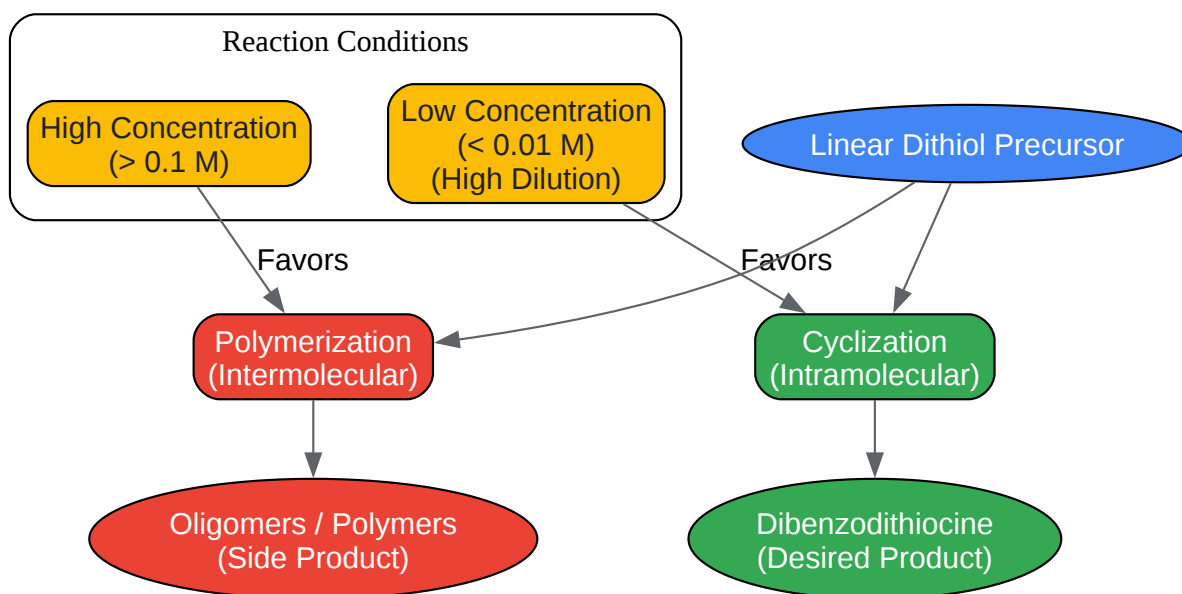 Reaction Conditions
High Concentration
(> 0.1 M)
Low Concentration
(< 0.01 M)
(High Dilution)
Linear Dithiol Precursor
Favors
Favors
Polymerization
(Intermolecular)
Cyclization
(Intramolecular)
Oligomers / Polymers
(Side Product)
Dibenzodithiocine
(Desired Product)